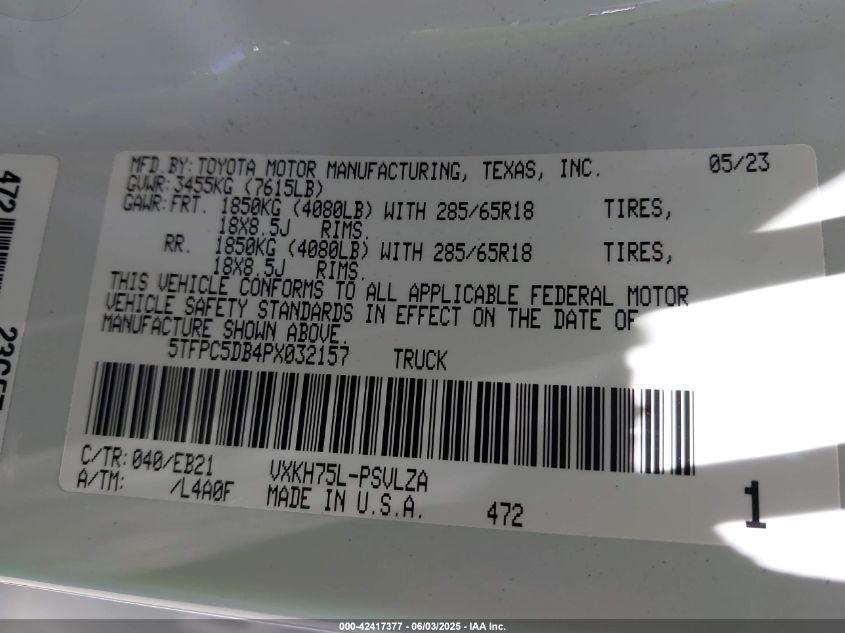 MFD.BY: TOYOTA MOTOR MANUFACTURING, TEXAS, INC. 05/23
GVWR: 3455KG (7615LB)
GAWR: FRT. 1850KG (4080LB) WITH 285/65R18 TIRES,
18X8.5J RIMS.
RR. 1850KG (4080LB) WITH 285/65R18 TIRES,
18X8.5J RIMS.
THIS VEHICLE CONFORMS TO ALL APPLICABLE FEDERAL MOTOR
VEHICLE SAFETY STANDARDS IN EFFECT ON THE DATE OF
MANUFACTURE SHOWN ABOVE.
5TFPC5DB4PX032157 TRUCK
C/TR: 040/EB21 VXKH75L-PSVLZA
A/TM: /L4A0F MADE IN U.S.A. 472 1
472
000-42417377 - 06/03/2025 - IAA Inc.